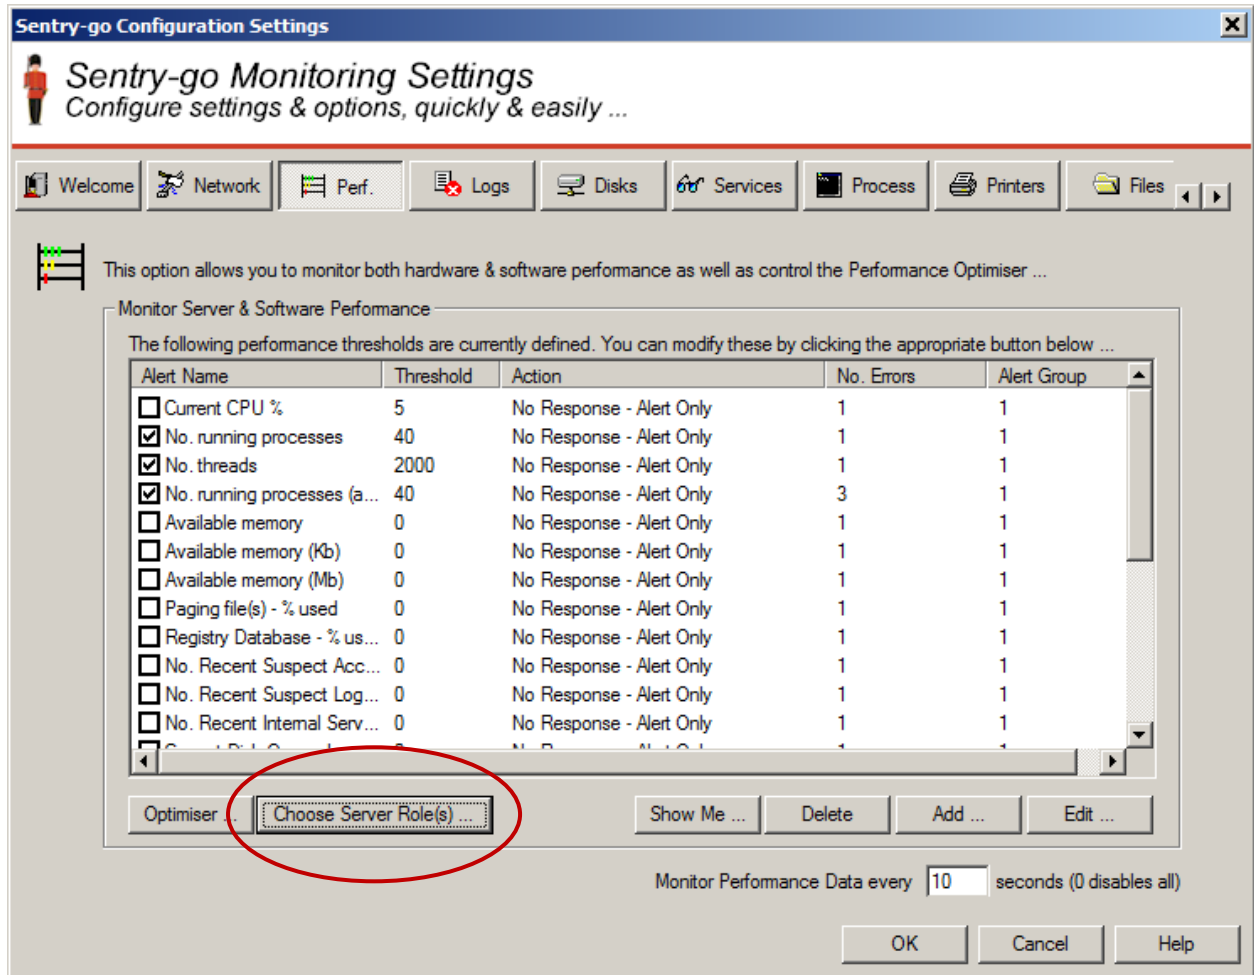 Sentry-go Configuration Settings
Sentry-go Monitoring Settings
Configure settings & options, quickly & easily ...
Welcome Network Perf. Logs Disks Services Process Printers Files
This option allows you to monitor both hardware & software performance as well as control the Performance Optimiser ...
Monitor Server & Software Performance
The following performance thresholds are currently defined. You can modify these by clicking the appropriate button below ...
Alert Name Threshold Action No. Errors Alert Group
Current CPU % 5 No Response - Alert Only 1 1
No. running processes 40 No Response - Alert Only 1 1
No. threads 2000 No Response - Alert Only 1 1
No. running processes (a... 40 No Response - Alert Only 3 1
Available memory 0 No Response - Alert Only 1 1
Available memory (Kb) 0 No Response - Alert Only 1 1
Available memory (Mb) 0 No Response - Alert Only 1 1
Paging file(s) - % used 0 No Response - Alert Only 1 1
Registry Database - % us... 0 No Response - Alert Only 1 1
No. Recent Suspect Acc... 0 No Response - Alert Only 1 1
No. Recent Suspect Log... 0 No Response - Alert Only 1 1
No. Recent Internal Serv... 0 No Response - Alert Only 1 1
Optimiser ... Choose Server Role(s) ... Show Me ... Delete Add ... Edit ...
Monitor Performance Data every 10 seconds (0 disables all)
OK Cancel Help